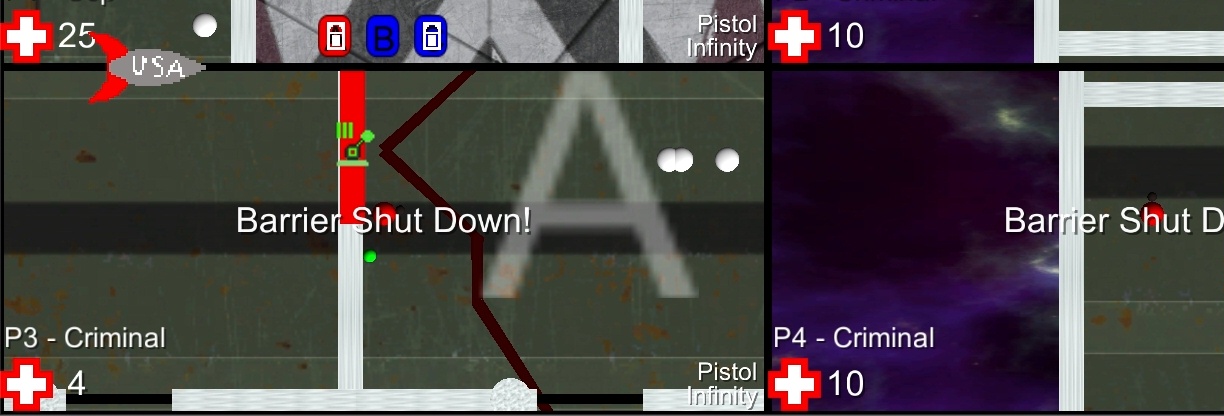 25
B
Pistol
Infinity
10
USA
A
Barrier Shut Down!
Barrier Shut D
P3 - Criminal
4
Pistol
Infinity
P4 - Criminal
10